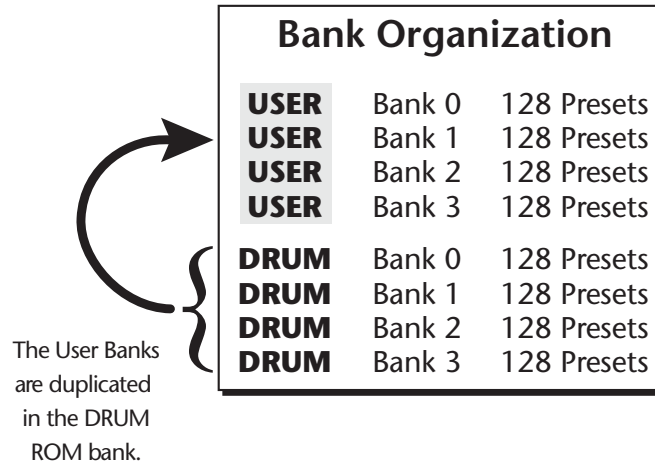 Bank Organization
USER Bank 0 128 Presets
USER Bank 1 128 Presets
USER Bank 2 128 Presets
USER Bank 3 128 Presets
DRUM Bank 0 128 Presets
DRUM Bank 1 128 Presets
DRUM Bank 2 128 Presets
DRUM Bank 3 128 Presets
The User Banks
are duplicated
in the DRUM
ROM bank.